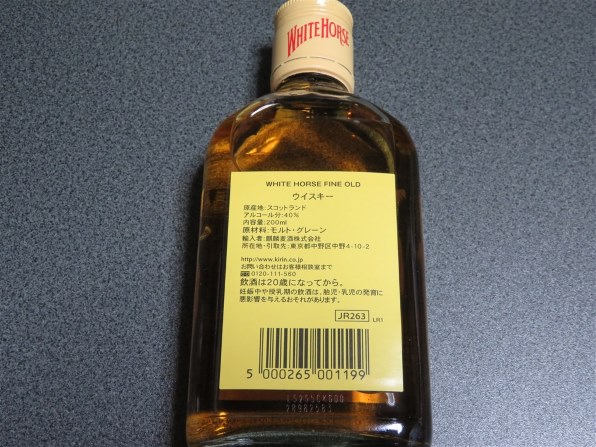 WHITE HORSE
WHITE HORSE FINE OLD
ウイスキー
原産地:スコットランド
アルコール分:40%
内容量:200ml
原材料:モルト・グレーン
輸入者:麒麟麦酒株式会社
所在地・引取先:東京都中野区中野4-10-2
http://www.kirin.co.jp
お問い合わせはお客様相談室まで
0120-111-560
飲酒は20歳になってから。
妊娠中や授乳期の飲酒は、胎児・乳児の発育に
悪影響を与えるおそれがあります。
JR263 LR1
5 000265 001199